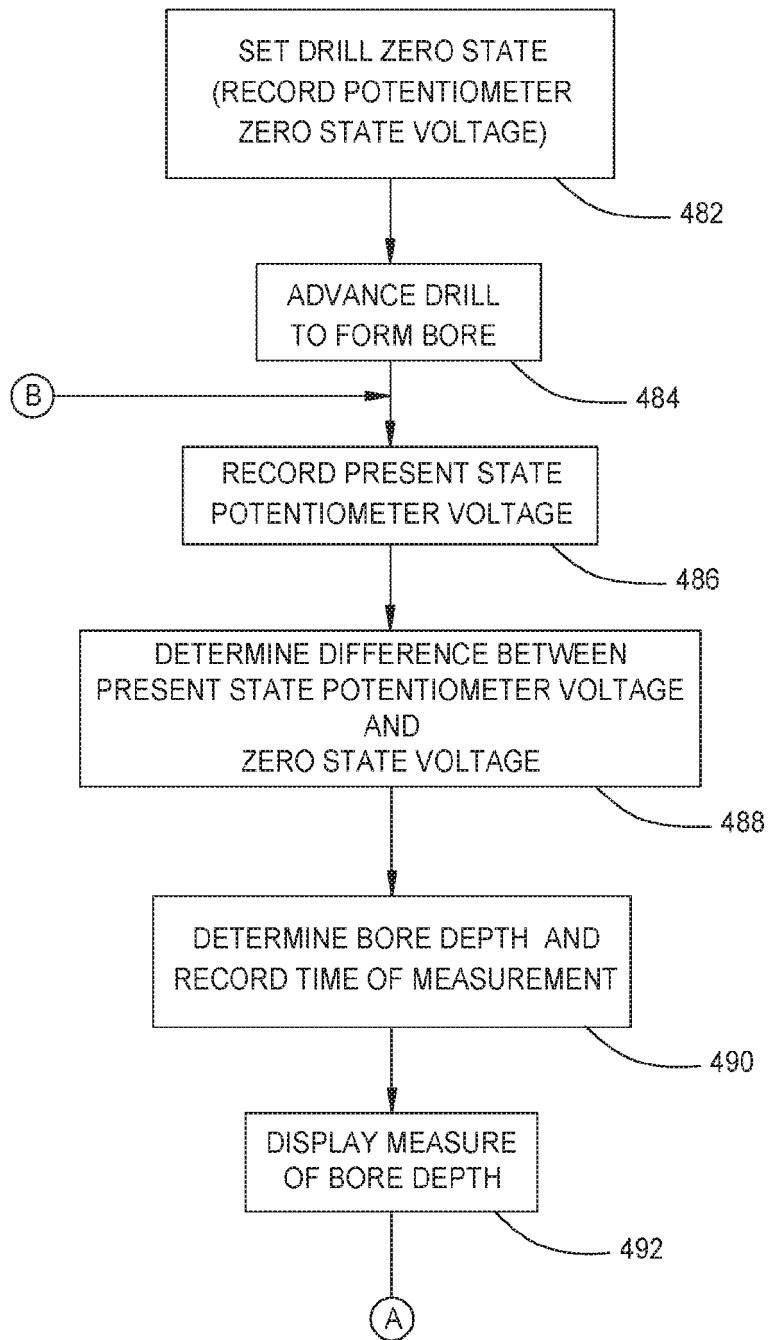 SET DRILL ZERO STATE
(RECORD POTENTIOMETER
ZERO STATE VOLTAGE)
482
ADVANCE DRILL
TO FORM BORE
484
B
RECORD PRESENT STATE
POTENTIOMETER VOLTAGE
486
DETERMINE DIFFERENCE BETWEEN
PRESENT STATE POTENTIOMETER VOLTAGE
AND
ZERO STATE VOLTAGE
488
DETERMINE BORE DEPTH AND
RECORD TIME OF MEASUREMENT
490
DISPLAY MEASURE
OF BORE DEPTH
492
A